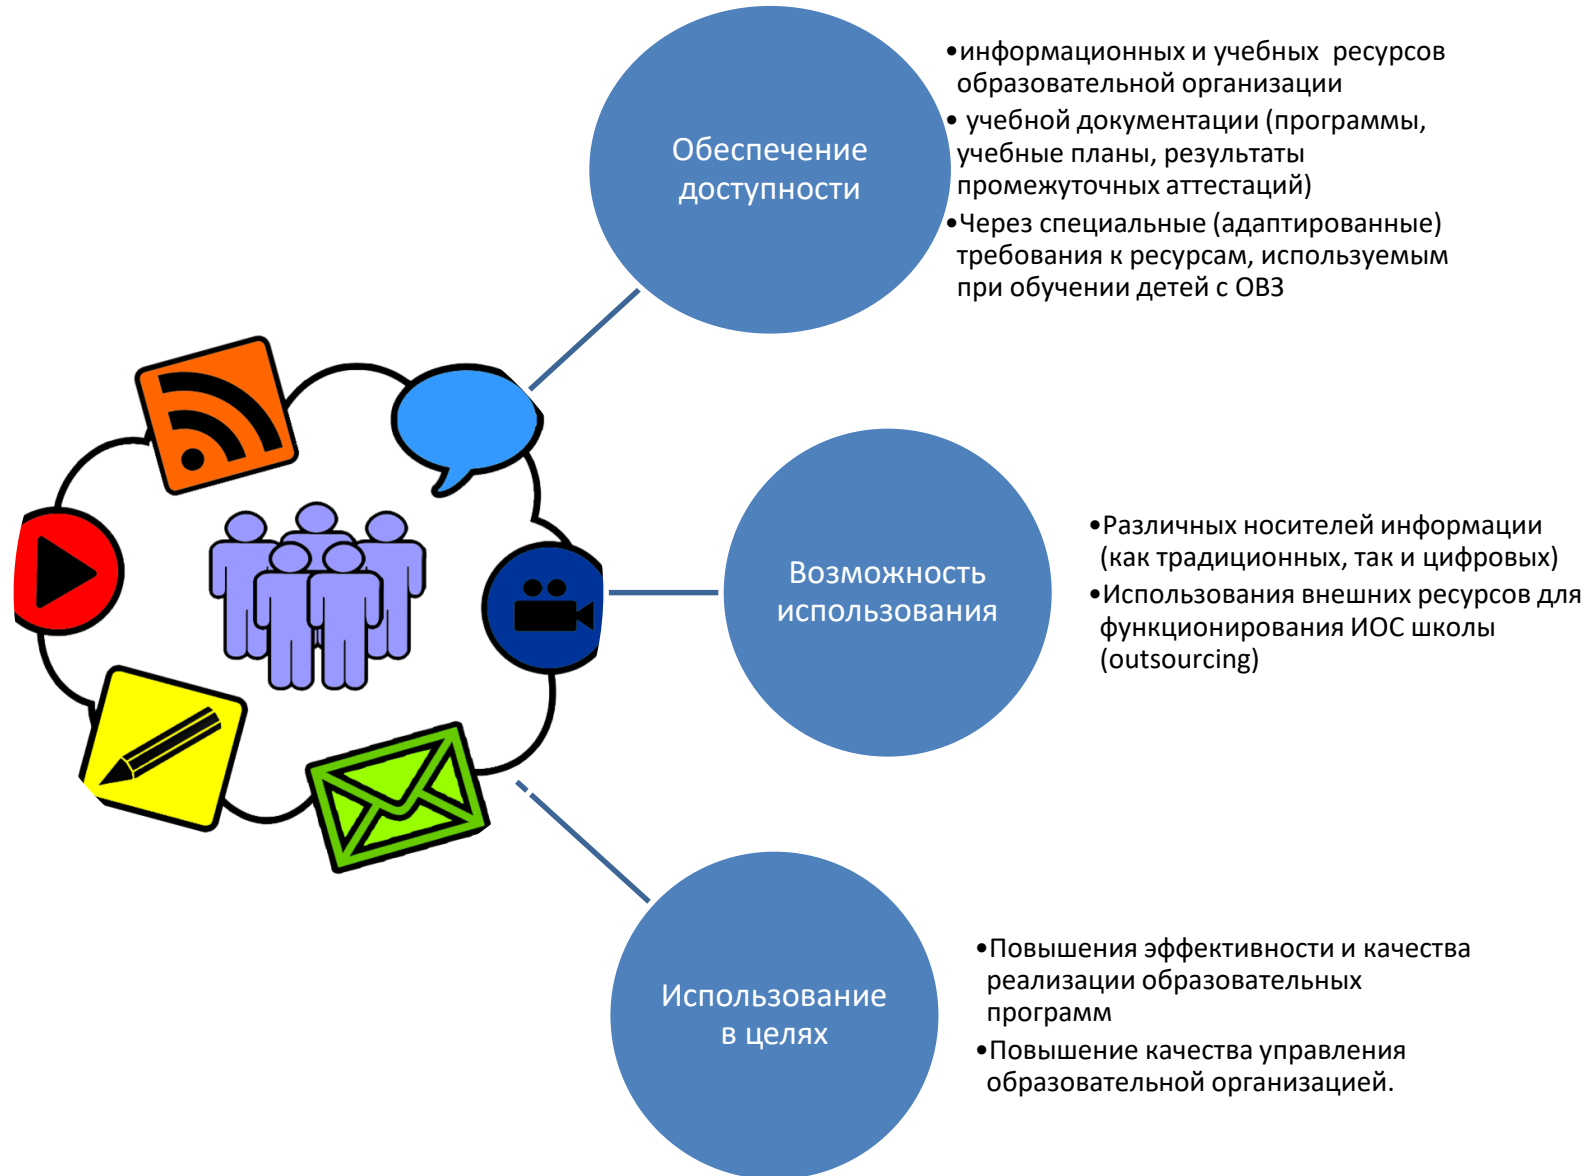 Обеспечение
доступности
•информационных и учебных ресурсов
образовательной организации
• учебной документации (программы,
учебные планы, результаты
промежуточных аттестаций)
•Через специальные (адаптированные)
требования к ресурсам, используемым
при обучении детей с ОВЗ
Возможность
использования
•Различных носителей информации
(как традиционных, так и цифровых)
•Использования внешних ресурсов для
функционирования ИОС школы
(outsourcing)
Использование
в целях
•Повышения эффективности и качества
реализации образовательных
программ
•Повышение качества управления
образовательной организацией.